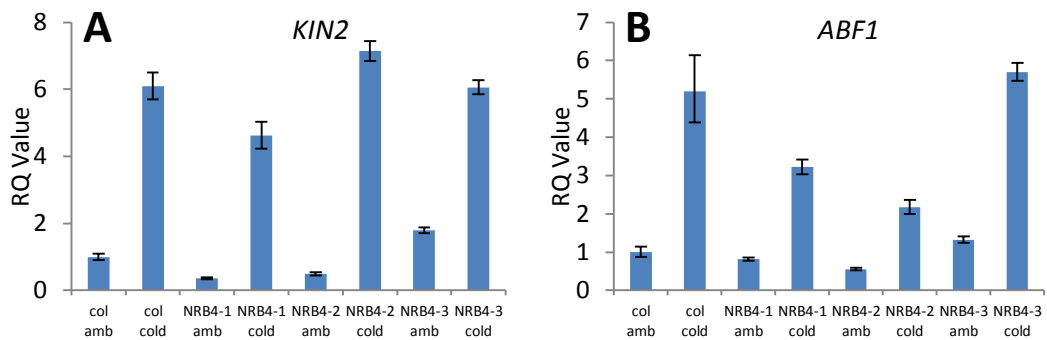 A
KIN2
RQ Value
8
6
4
2
0
col amb
col cold
NRB4-1 amb
NRB4-1 cold
NRB4-2 amb
NRB4-2 cold
NRB4-3 amb
NRB4-3 cold
B
ABF1
RQ Value
7
6
5
4
3
2
1
0
col amb
col cold
NRB4-1 amb
NRB4-1 cold
NRB4-2 amb
NRB4-2 cold
NRB4-3 amb
NRB4-3 cold